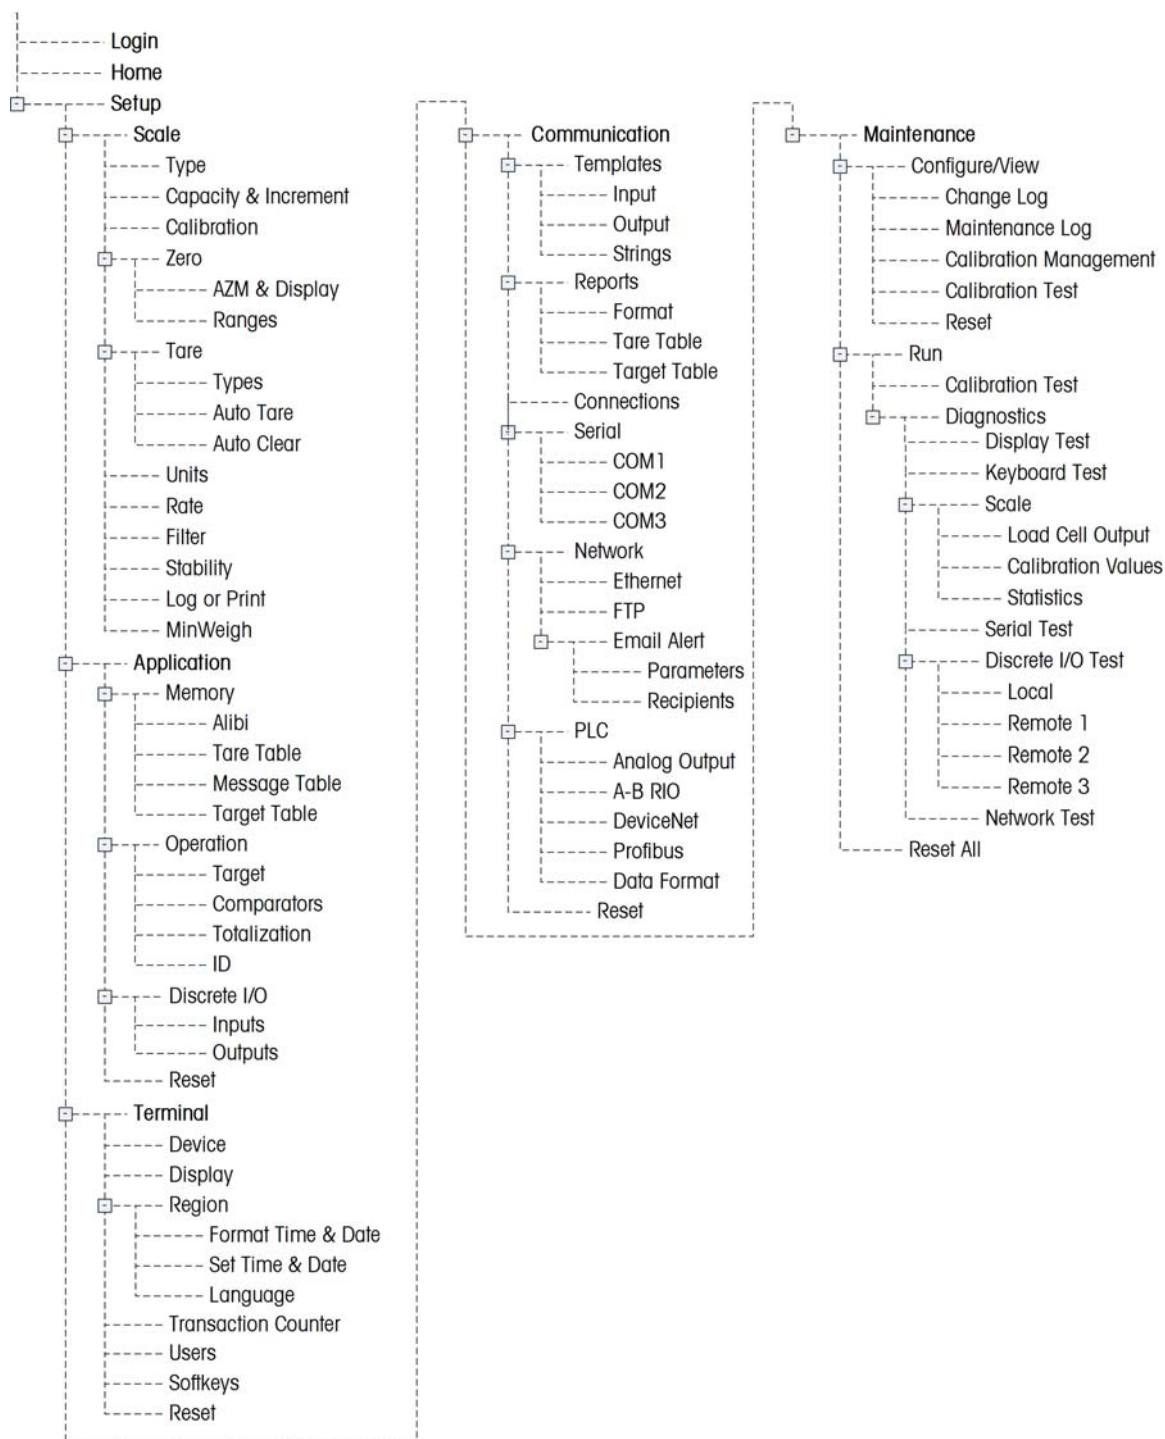 Login
Home
Setup
Scale
Type
Capacity & Increment
Calibration
Zero
AZM & Display
Ranges
Tare
Types
Auto Tare
Auto Clear
Units
Rate
Filter
Stability
Log or Print
MinWeigh
Application
Memory
Alibi
Tare Table
Message Table
Target Table
Operation
Target
Comparators
Totalization
ID
Discrete I/O
Inputs
Outputs
Reset
Terminal
Device
Display
Region
Format Time & Date
Set Time & Date
Language
Transaction Counter
Users
Softkeys
Reset
Communication
Templates
Input
Output
Strings
Reports
Format
Tare Table
Target Table
Connections
Serial
COM1
COM2
COM3
Network
Ethernet
FTP
Email Alert
Parameters
Recipients
PLC
Analog Output
A-B RIO
DeviceNet
Profibus
Data Format
Reset
Maintenance
Configure/View
Change Log
Maintenance Log
Calibration Management
Calibration Test
Reset
Run
Calibration Test
Diagnostics
Display Test
Keyboard Test
Scale
Load Cell Output
Calibration Values
Statistics
Serial Test
Discrete I/O Test
Local
Remote 1
Remote 2
Remote 3
Network Test
Reset All